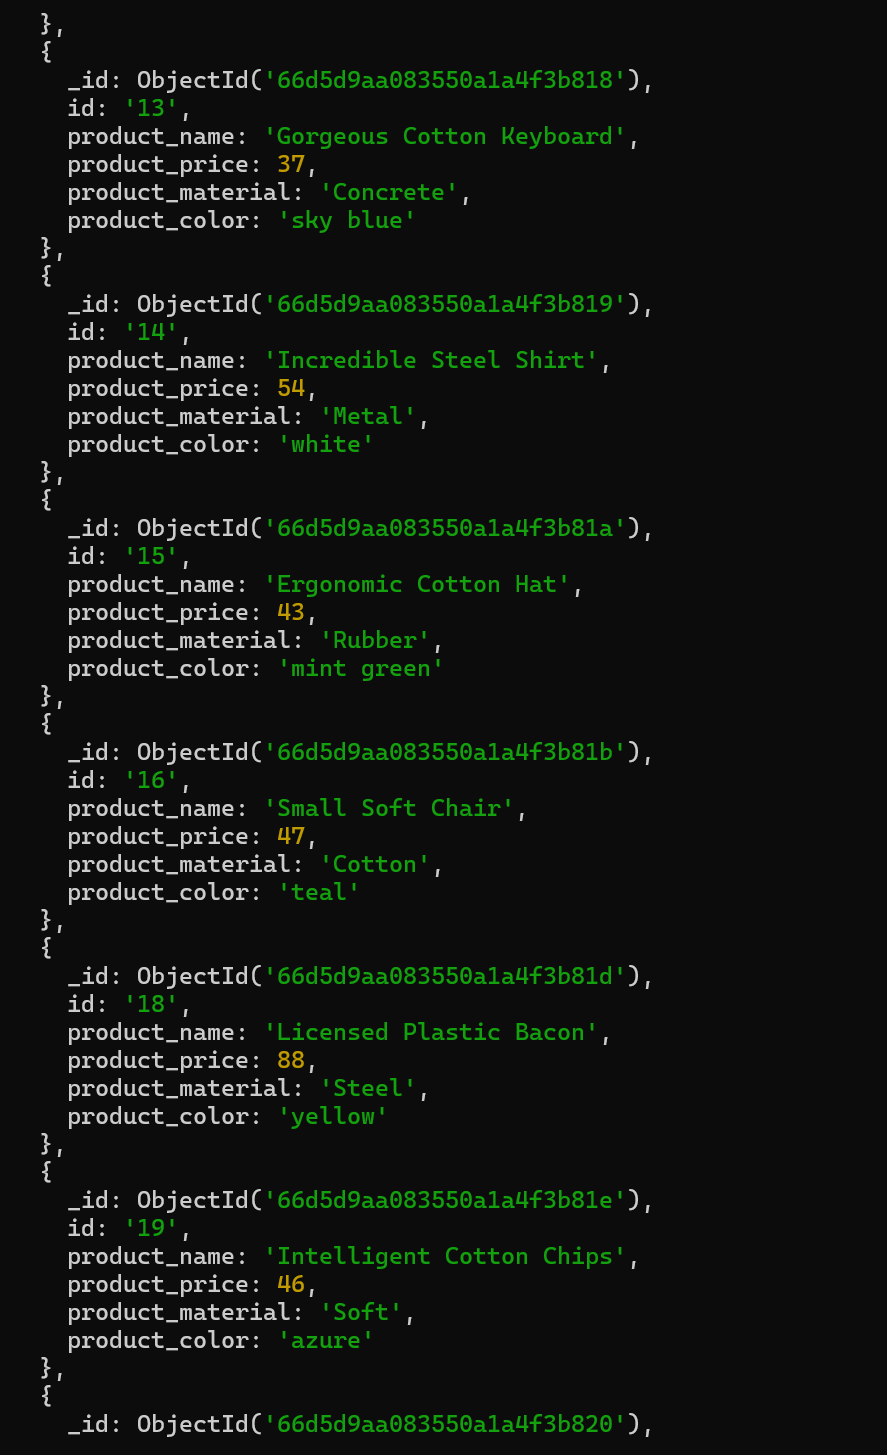 },
{
_id: ObjectId('66d5d9aa083550a1a4f3b818'),
id: '13',
product_name: 'Gorgeous Cotton Keyboard',
product_price: 37,
product_material: 'Concrete',
product_color: 'sky blue'
},
{
_id: ObjectId('66d5d9aa083550a1a4f3b819'),
id: '14',
product_name: 'Incredible Steel Shirt',
product_price: 54,
product_material: 'Metal',
product_color: 'white'
},
{
_id: ObjectId('66d5d9aa083550a1a4f3b81a'),
id: '15',
product_name: 'Ergonomic Cotton Hat',
product_price: 43,
product_material: 'Rubber',
product_color: 'mint green'
},
{
_id: ObjectId('66d5d9aa083550a1a4f3b81b'),
id: '16',
product_name: 'Small Soft Chair',
product_price: 47,
product_material: 'Cotton',
product_color: 'teal'
},
{
_id: ObjectId('66d5d9aa083550a1a4f3b81d'),
id: '18',
product_name: 'Licensed Plastic Bacon',
product_price: 88,
product_material: 'Steel',
product_color: 'yellow'
},
{
_id: ObjectId('66d5d9aa083550a1a4f3b81e'),
id: '19',
product_name: 'Intelligent Cotton Chips',
product_price: 46,
product_material: 'Soft',
product_color: 'azure'
},
{
_id: ObjectId('66d5d9aa083550a1a4f3b820'),